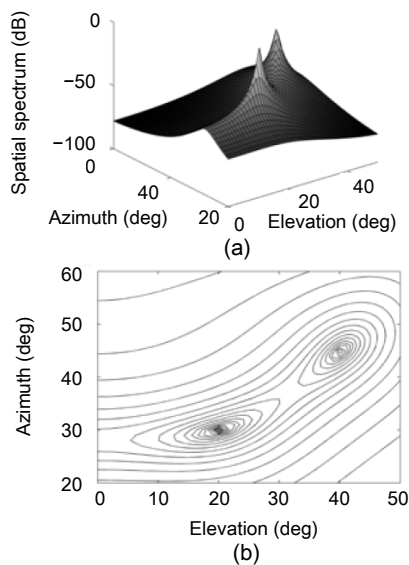 Spatial spectrum (dB)
0
−50
−100
0
40
20
Azimuth (deg)
0
20
40
Elevation (deg)
(a)
Azimuth (deg)
60
50
40
30
20
0
10
20
30
40
50
Elevation (deg)
(b)